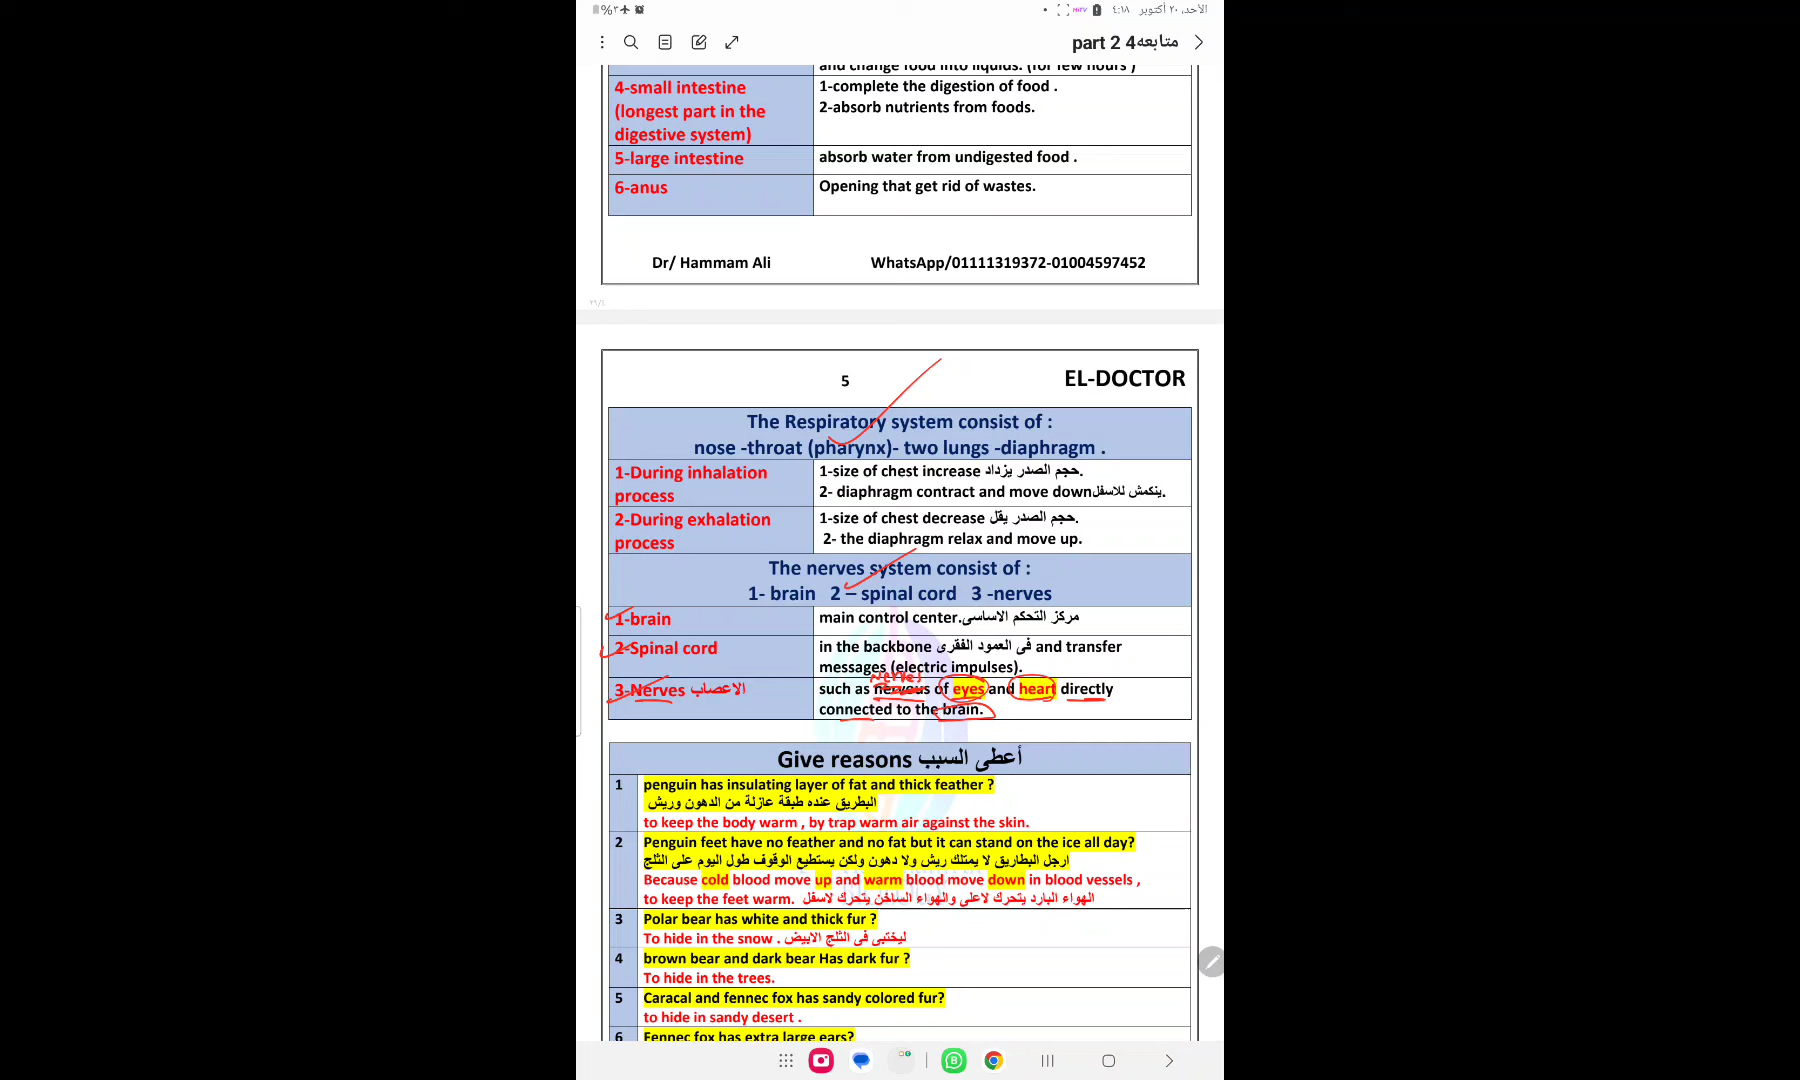 الأحد، ٢٠ أكتوبر ٤:١٨
%٣
متابعه4 part 2
and change food into liquids. (for few hours )
4-small intestine
(longest part in the
digestive system)
1-complete the digestion of food .
2-absorb nutrients from foods.
5-large intestine
absorb water from undigested food .
6-anus
Opening that get rid of wastes.
Dr/ Hammam Ali WhatsApp/01111319372-01004597452
٢٩/٤
5 EL-DOCTOR
The Respiratory system consist of :
nose -throat (pharynx)- two lungs -diaphragm .
1-During inhalation
process
1-size of chest increase حجم الصدر يزداد.
2- diaphragm contract and move downينكمش للاسفل.
2-During exhalation
process
1-size of chest decrease حجم الصدر يقل.
2- the diaphragm relax and move up.
The nerves system consist of :
1- brain 2 – spinal cord 3 -nerves
1-brain
main control center.مركز التحكم الاساسى
2-Spinal cord
in the backbone فى العمود الفقرى and transfer
messages (electric impulses).
3-Nerves الاعصاب
nerves
such as nervous of eyes and heart directly
connected to the brain.
Give reasons أعطى السبب
1 penguin has insulating layer of fat and thick feather ?
البطريق عنده طبقة عازلة من الدهون وريش
to keep the body warm , by trap warm air against the skin.
2 Penguin feet have no feather and no fat but it can stand on the ice all day?
ارجل البطاريق لا يمتلك ريش ولا دهون ولكن يستطيع الوقوف طول اليوم على الثلج
Because cold blood move up and warm blood move down in blood vessels ,
to keep the feet warm. الهواء البارد يتحرك لاعلى والهواء الساخن يتحرك لاسفل
3 Polar bear has white and thick fur ?
To hide in the snow . ليختبى فى الثلج الابيض
4 brown bear and dark bear Has dark fur ?
To hide in the trees.
5 Caracal and fennec fox has sandy colored fur?
to hide in sandy desert .
6 Fennec fox has extra large ears?